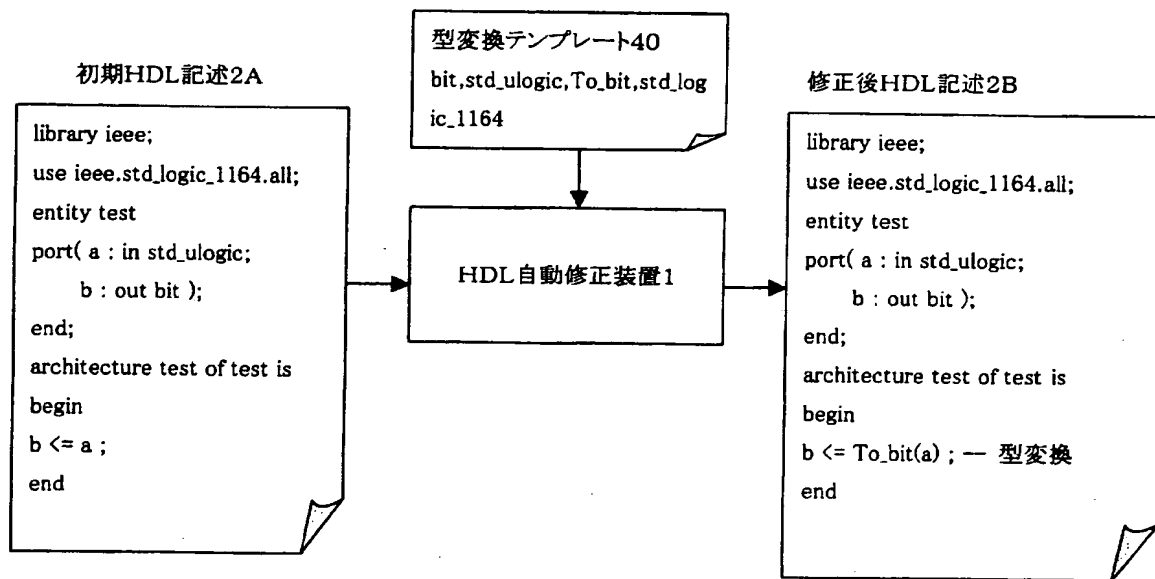 初期HDL記述2A
library ieee;
use ieee.std_logic_1164.all;
entity test
port( a : in std_ulogic;
b : out bit );
end;
architecture test of test is
begin
b <= a ;
end
型変換テンプレート40
bit,std_ulogic,To_bit,std_log
ic_1164
HDL自動修正装置1
修正後HDL記述2B
library ieee;
use ieee.std_logic_1164.all;
entity test
port( a : in std_ulogic;
b : out bit );
end;
architecture test of test is
begin
b <= To_bit(a) ; -- 型変換
end